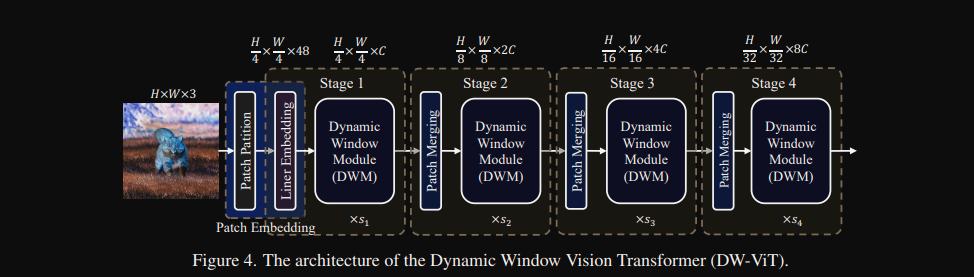 H/4 × W/4 ×48
H/4 × W/4 ×C
H/8 × W/8 ×2C
H/16 × W/16 ×4C
H/32 × W/32 ×8C
H×W×3
Stage 1
Stage 2
Stage 3
Stage 4
Patch Patition
Liner Embedding
Dynamic
Window
Module
(DWM)
Patch Merging
Dynamic
Window
Module
(DWM)
Patch Merging
Dynamic
Window
Module
(DWM)
Patch Merging
Dynamic
Window
Module
(DWM)
×s₁
×s₂
×s₃
×s₄
Patch Embedding
Figure 4. The architecture of the Dynamic Window Vision Transformer (DW-ViT).